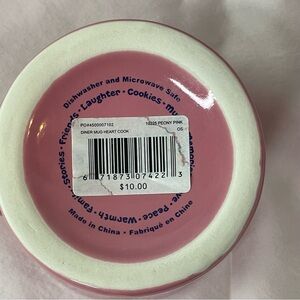 Dishwasher and Microwave Safe
Friends • Laughter • Cookies •
Stories •
Peace • Warmth •
Made in China • Fabriqué en Chine
PO#4500007102
10225 PEONY PINK
DINER MUG HEART COOK
OS
6 71873 07422 3
$10.00